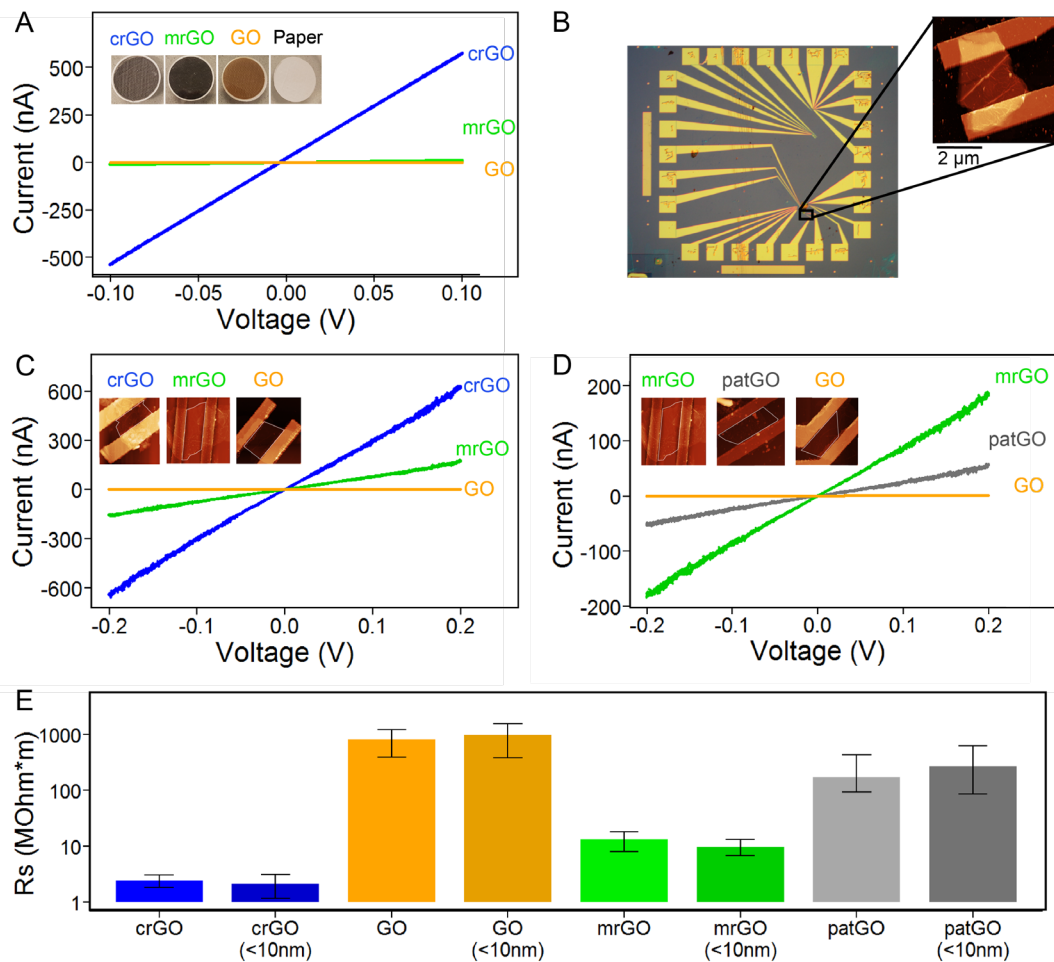 A
crGO mrGO GO Paper
crGO
mrGO
GO
Current (nA)
500
250
0
-250
-500
-0.10 -0.05 0.00 0.05 0.10
Voltage (V)
B
2 μm
C
crGO mrGO GO
crGO
mrGO
GO
Current (nA)
600
300
0
-300
-600
-0.2 -0.1 0.0 0.1 0.2
Voltage (V)
D
mrGO patGO GO
mrGO
patGO
GO
Current (nA)
200
100
0
-100
-200
-0.2 -0.1 0.0 0.1 0.2
Voltage (V)
E
Rs (MOhm*m)
1000
100
10
1
crGO crGO GO GO mrGO mrGO patGO patGO
(<10nm) (<10nm) (<10nm) (<10nm)